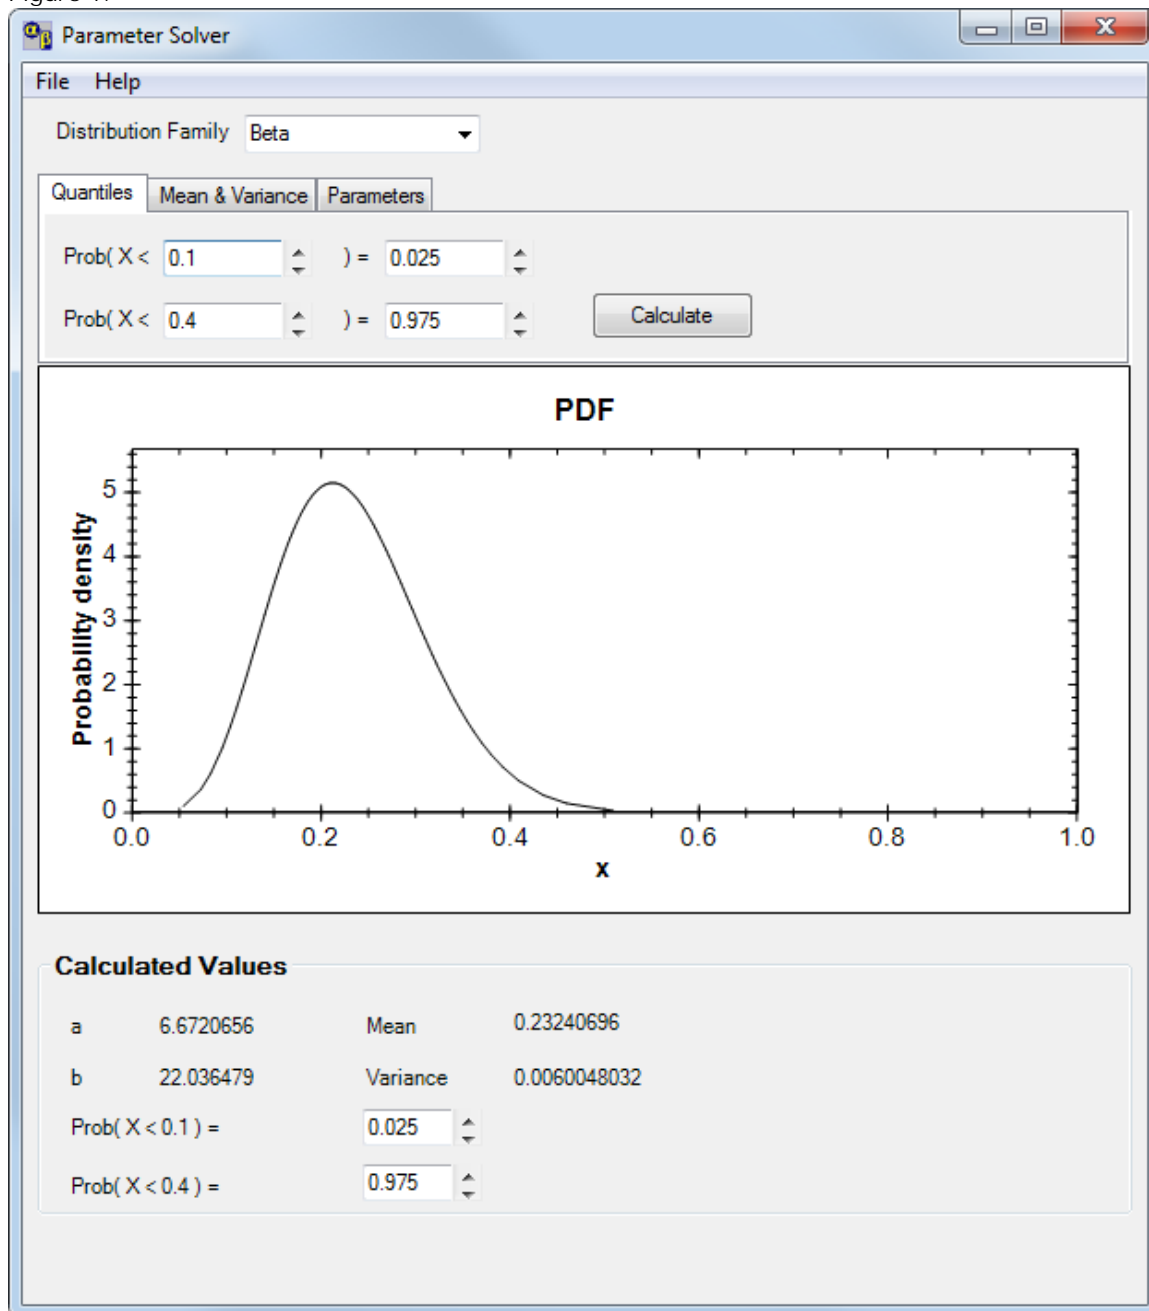 Parameter Solver
File Help
Distribution Family Beta
Quantiles Mean & Variance Parameters
Prob( X < 0.1 ) = 0.025
Prob( X < 0.4 ) = 0.975 Calculate
PDF
Probability density
5
4
3
2
1
0
0.0 0.2 0.4 0.6 0.8 1.0
x
Calculated Values
a 6.6720656 Mean 0.23240696
b 22.036479 Variance 0.0060048032
Prob( X < 0.1 ) = 0.025
Prob( X < 0.4 ) = 0.975